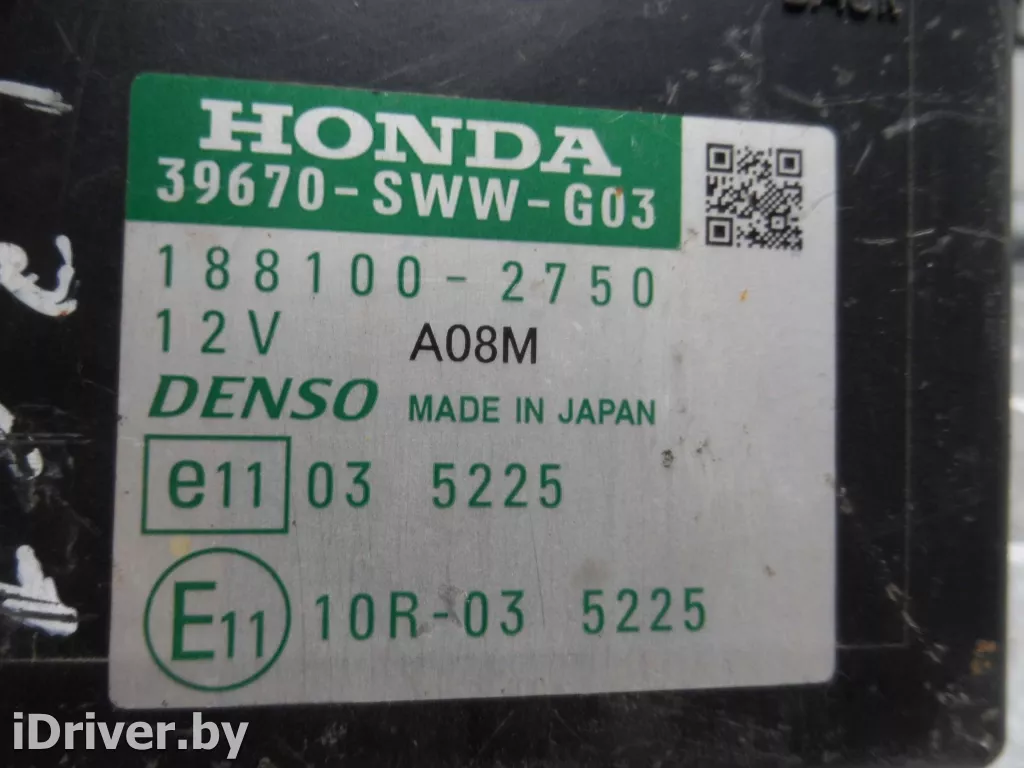 HONDA
39670-SWW-G03
188100-2750
12V A08M
DENSO MADE IN JAPAN
e11 03 5225
E11 10R-03 5225
iDriver.by